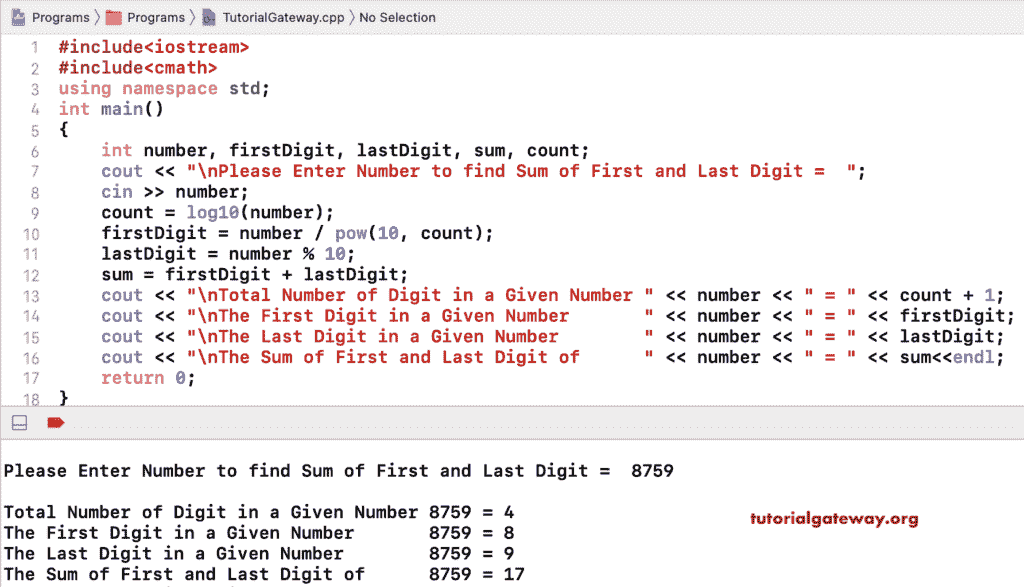 Programs 〉 Programs 〉 TutorialGateway.cpp 〉 No Selection
1 #include<iostream>
2 #include<cmath>
3 using namespace std;
4 int main()
5 {
6     int number, firstDigit, lastDigit, sum, count;
7     cout << "\nPlease Enter Number to find Sum of First and Last Digit =  ";
8     cin >> number;
9     count = log10(number);
10     firstDigit = number / pow(10, count);
11     lastDigit = number % 10;
12     sum = firstDigit + lastDigit;
13     cout << "\nTotal Number of Digit in a Given Number " << number << " = " << count + 1;
14     cout << "\nThe First Digit in a Given Number       " << number << " = " << firstDigit;
15     cout << "\nThe Last Digit in a Given Number        " << number << " = " << lastDigit;
16     cout << "\nThe Sum of First and Last Digit of      " << number << " = " << sum<<endl;
17     return 0;
18 }
Please Enter Number to find Sum of First and Last Digit =  8759
Total Number of Digit in a Given Number 8759 = 4
The First Digit in a Given Number       8759 = 8
The Last Digit in a Given Number        8759 = 9
The Sum of First and Last Digit of      8759 = 17
tutorialgateway.org